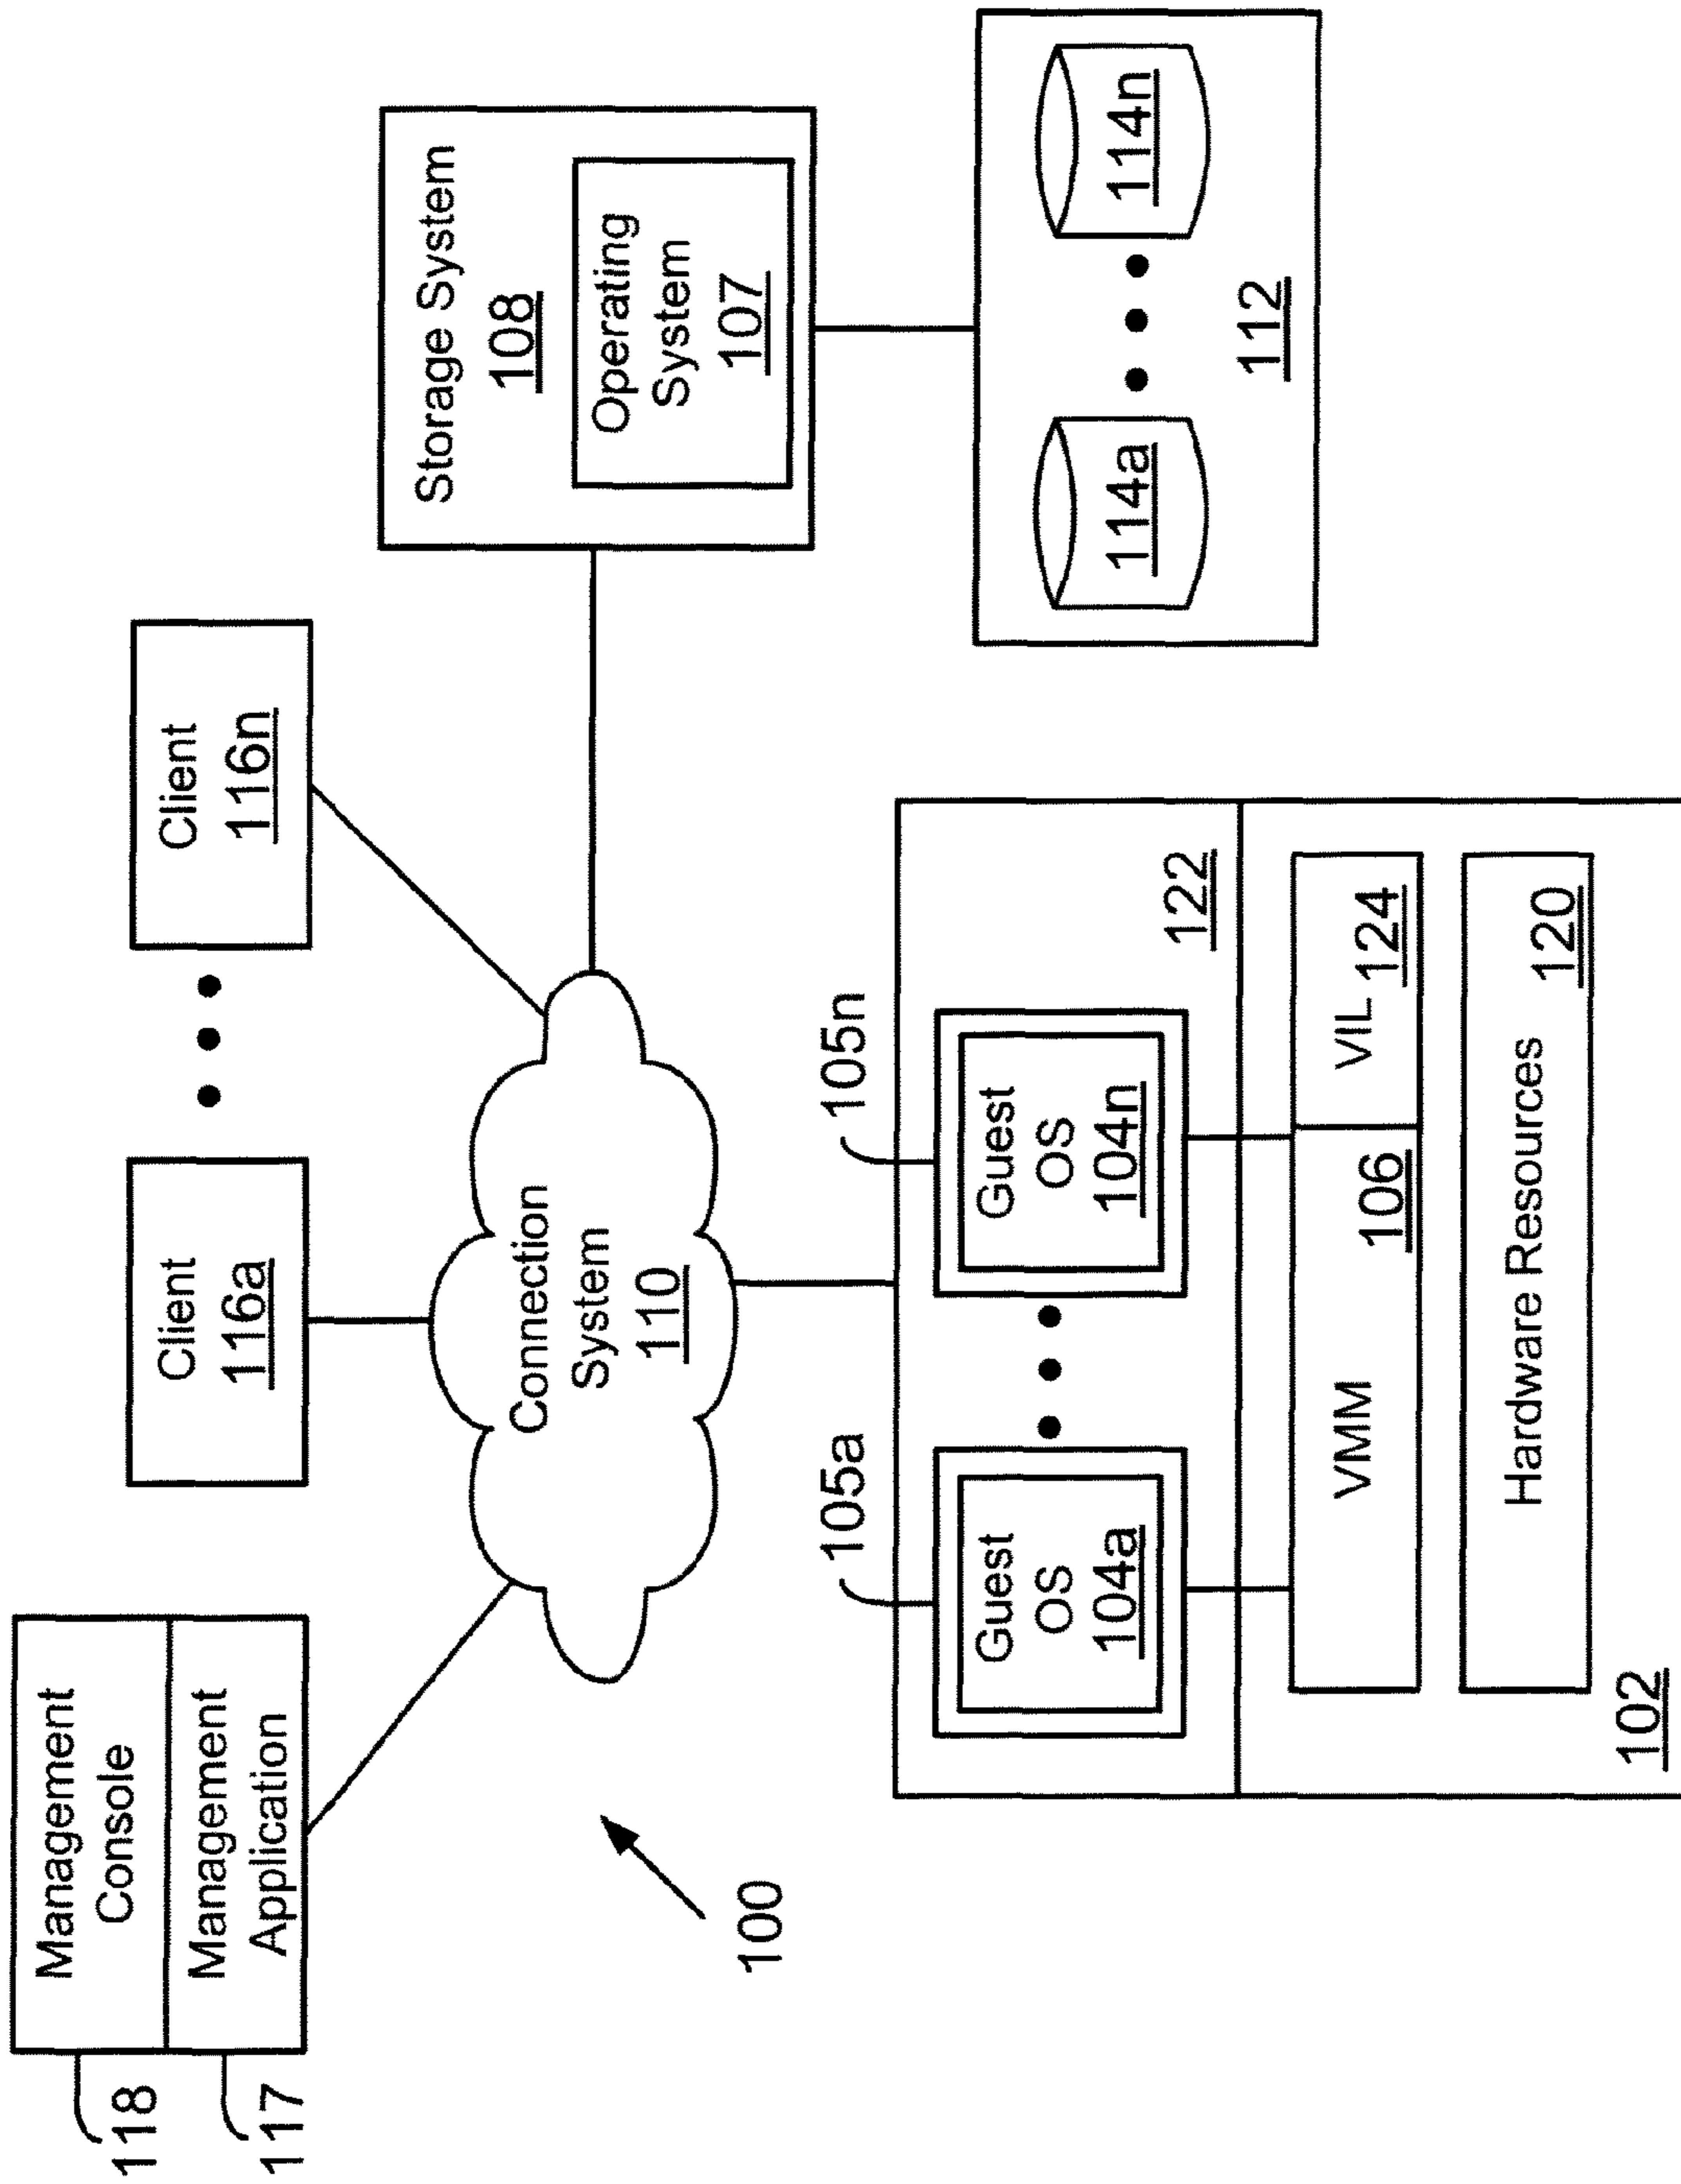 118
Management
Console
117
Management
Application
Client
116a
Client
116n
Connection
System
110
Storage System
108
Operating
System
107
100
105a
105n
Guest
OS
104a
Guest
OS
104n
122
114a
114n
112
VMM
106
VIL
124
Hardware Resources
120
102